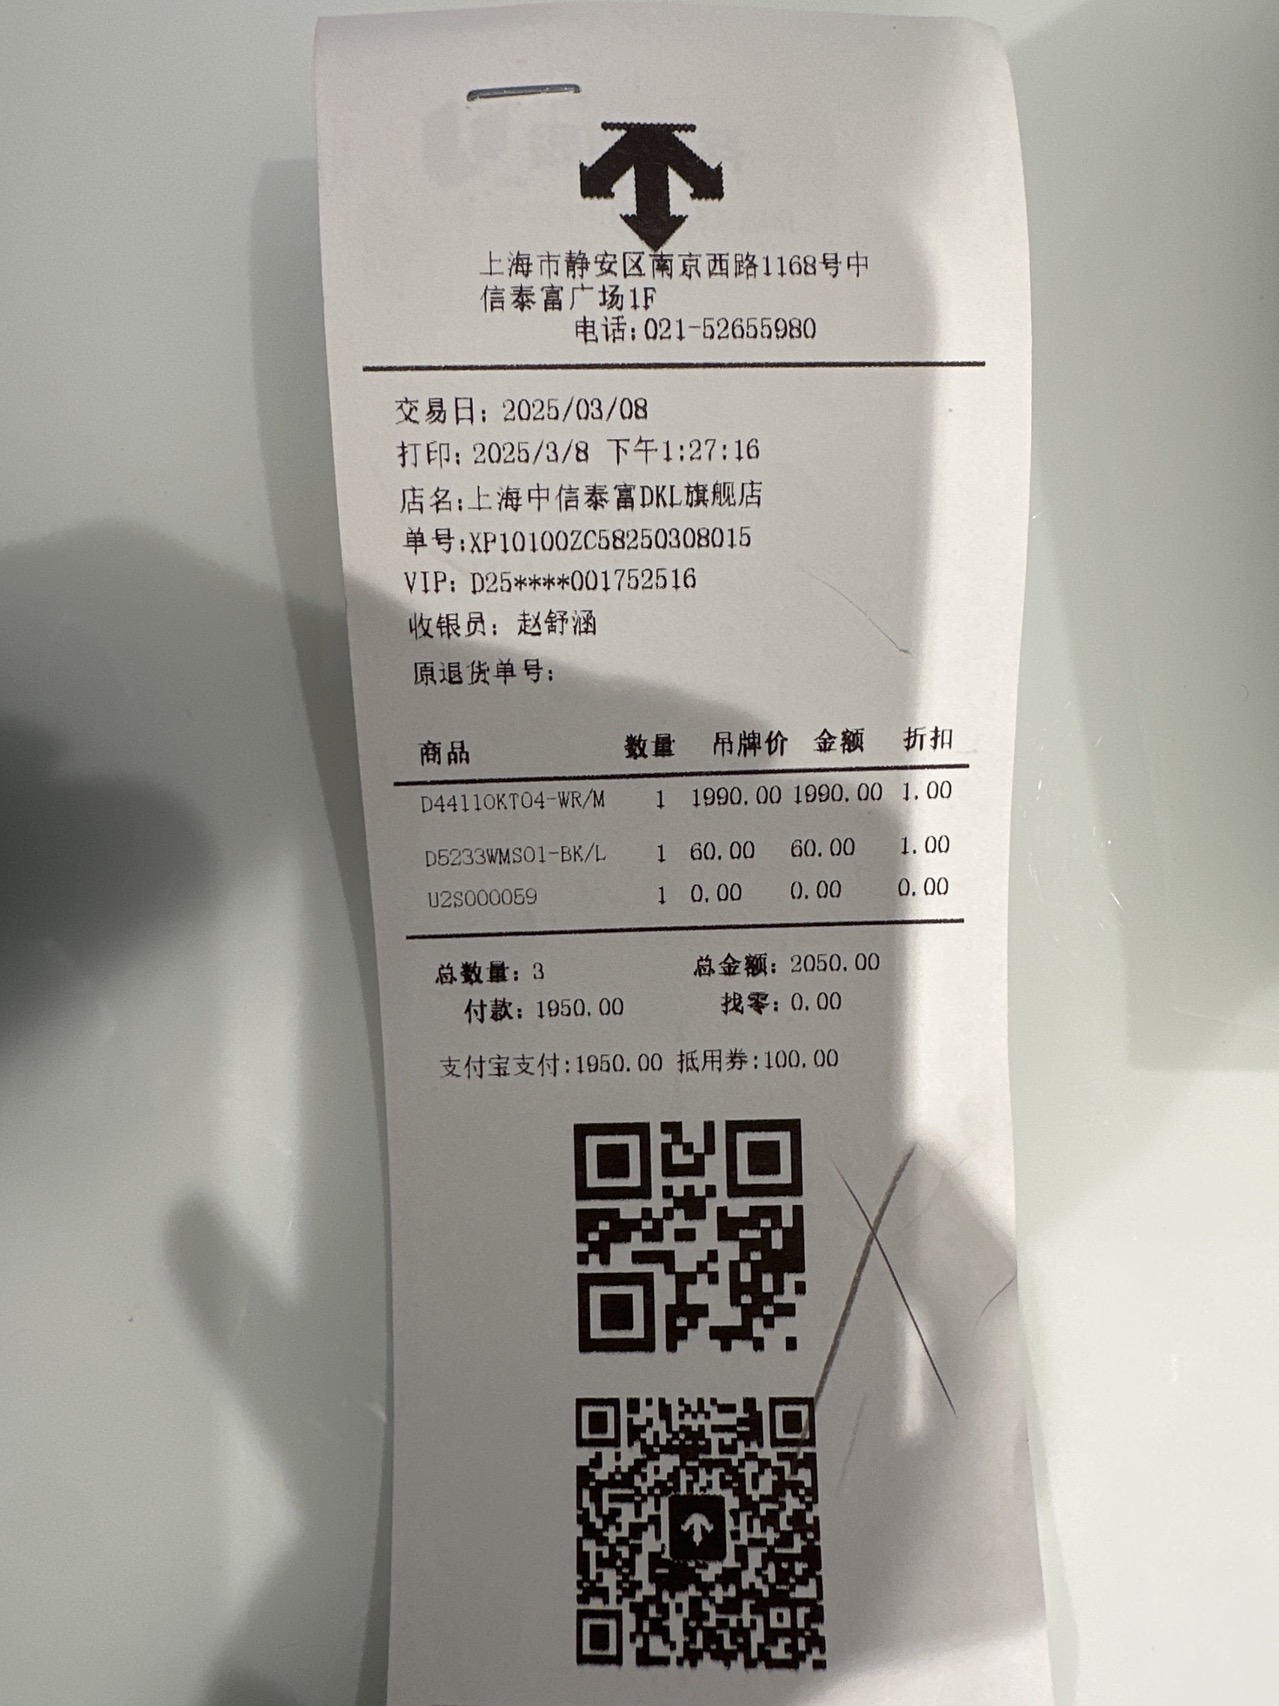 上海市静安区南京西路1168号中
信泰富广场1F
电话:021-52655980
交易日: 2025/03/08
打印: 2025/3/8 下午1:27:16
店名:上海中信泰富DKL旗舰店
单号:XP10100ZC58250308015
VIP: D25****001752516
收银员: 赵舒涵
原退货单号:
商品 数量 吊牌价 金额 折扣
D44110KT04-WR/M 1 1990.00 1990.00 1.00
D5233WMS01-BK/L 1 60.00 60.00 1.00
U2S000059 1 0.00 0.00 0.00
总数量: 3 总金额: 2050.00
付款: 1950.00 找零: 0.00
支付宝支付:1950.00 抵用券:100.00